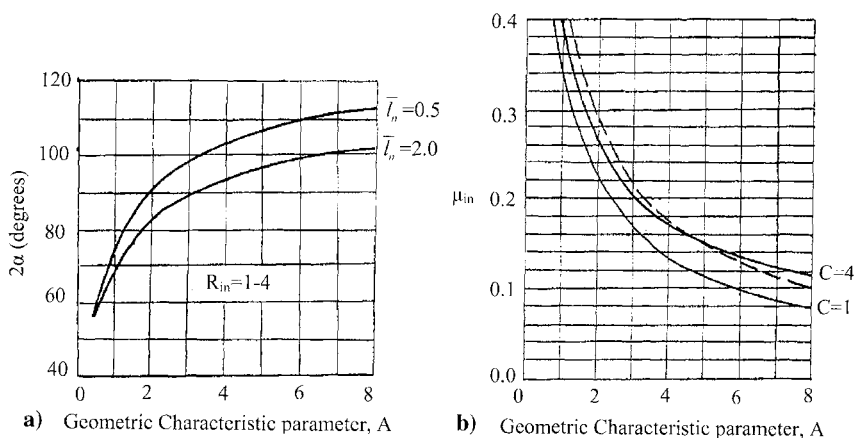 120
100
80
60
40
2α (degrees)
l̅ₙ=0.5
l̅ₙ=2.0
Rᵢₙ=1-4
0 2 4 6 8
a) Geometric Characteristic parameter, A
0.4
0.3
0.2
0.1
0.0
μᵢₙ
C=4
C=1
0 2 4 6 8
b) Geometric Characteristic parameter, A